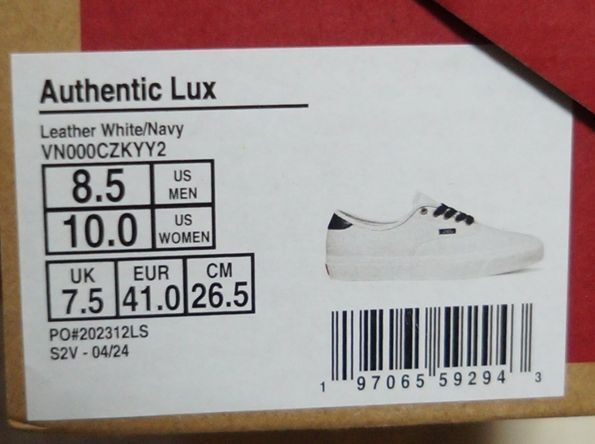 Authentic Lux
Leather White/Navy
VN000CZKYY2
8.5 US MEN
10.0 US WOMEN
UK EUR CM
7.5 41.0 26.5
PO#202312LS
S2V - 04/24
1 97065 59294 3